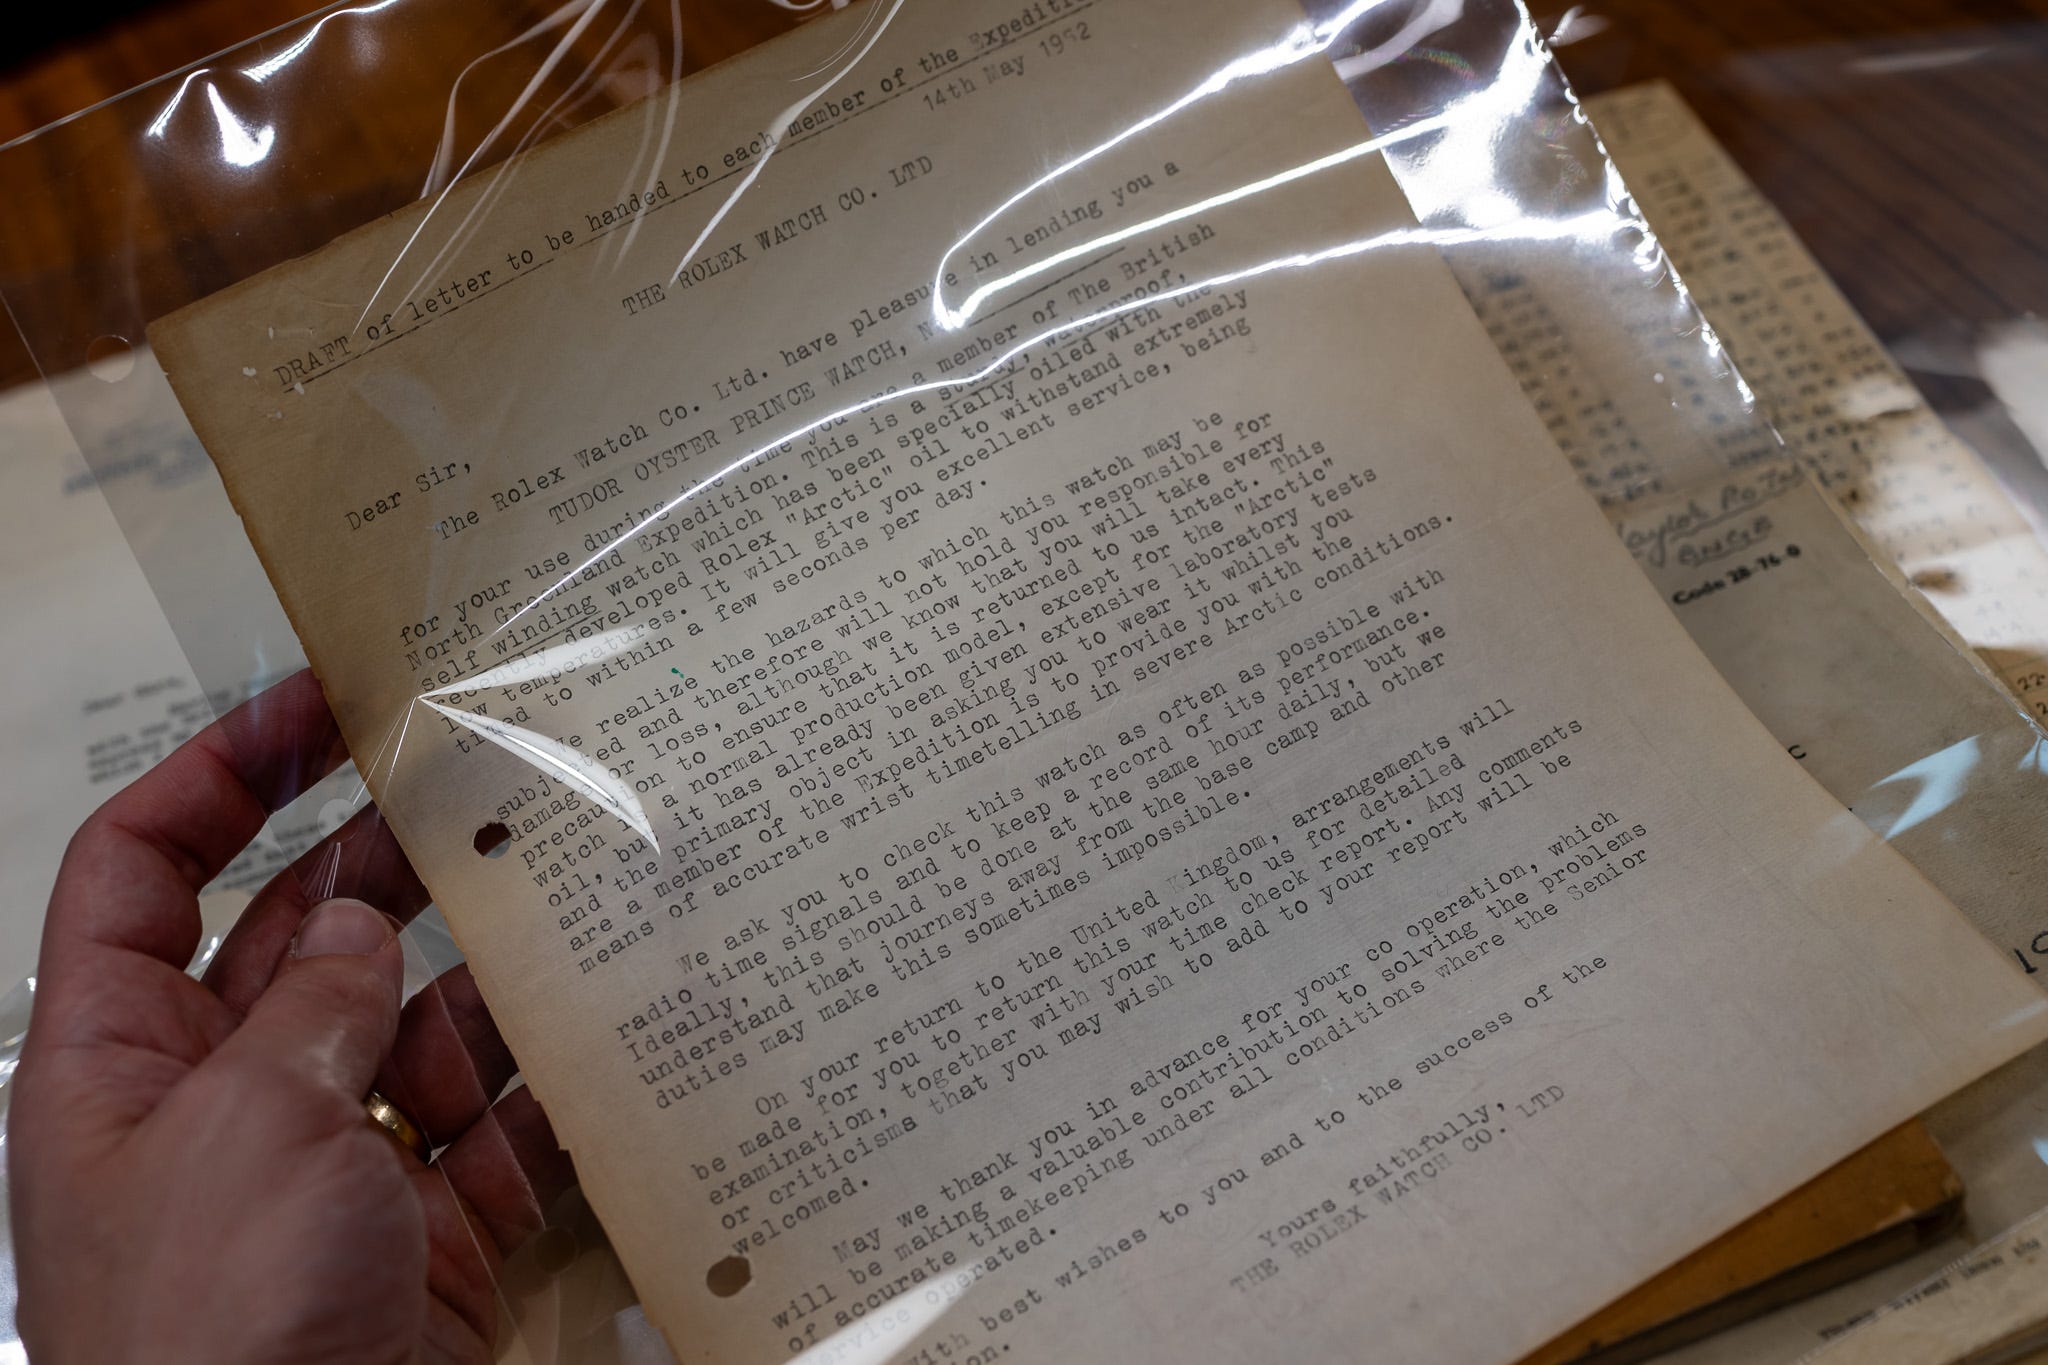 DRAFT of letter to be handed to each member of the
14th May 1952
THE ROLEX WATCH CO. LTD
Dear Sir,
The Rolex Watch Co. Ltd. have pleasure in lending you a
TUDOR OYSTER PRINCE WATCH,
for your use during the time you are a member of The British
North Greenland Expedition. This is a sturdy, waterproof,
self winding watch which has been specially oiled with the
recently developed Rolex "Arctic" oil to withstand extremely
low temperatures. It will give you excellent service, being
timed to within a few seconds per day.
We realize the hazards to which this watch may be
subjected and therefore will not hold you responsible for
damage or loss, although we know that you will take every
precaution to ensure that it is returned to us intact. This
watch is a normal production model, except for the "Arctic"
oil, but it has already been given extensive laboratory tests
and the primary object in asking you to wear it whilst you
are a member of the Expedition is to provide you with the
means of accurate wrist timetelling in severe Arctic conditions.
We ask you to check this watch as often as possible with
radio time signals and to keep a record of its performance.
Ideally, this should be done at the same hour daily, but we
understand that journeys away from the base camp and other
duties may make this sometimes impossible.
On your return to the United Kingdom, arrangements will
be made for you to return this watch to us for detailed
examination, together with your time check report. Any comments
or criticisms that you may wish to add to your report will be
welcomed.
May we thank you in advance for your co operation, which
will be making a valuable contribution to solving the problems
of accurate timekeeping under all conditions where the Senior
service operated.
With best wishes to you and to the success of the
Yours faithfully,
THE ROLEX WATCH CO. LTD
Code 28-76-0